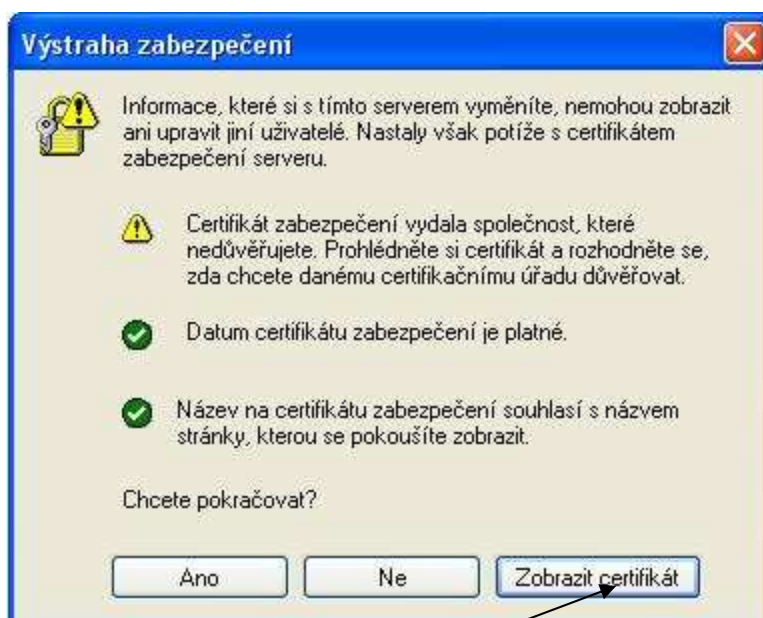 Výstraha zabezpečení
Informace, které si s tímto serverem vyměníte, nemohou zobrazit
ani upravit jiní uživatelé. Nastaly však potíže s certifikátem
zabezpečení serveru.
Certifikát zabezpečení vydala společnost, které
nedůvěřujete. Prohlédněte si certifikát a rozhodněte se,
zda chcete danému certifikačnímu úřadu důvěřovat.
Datum certifikátu zabezpečení je platné.
Název na certifikátu zabezpečení souhlasí s názvem
stránky, kterou se pokoušíte zobrazit.
Chcete pokračovat?
Ano Ne Zobrazit certifikát